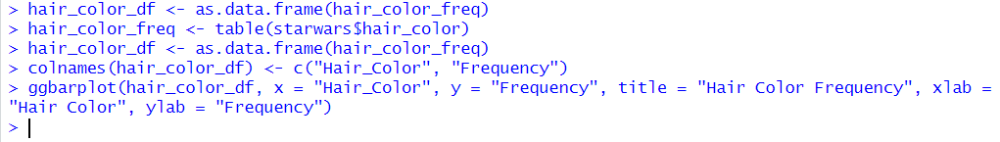 > hair_color_df <- as.data.frame(hair_color_freq)
> hair_color_freq <- table(starwars$hair_color)
> hair_color_df <- as.data.frame(hair_color_freq)
> colnames(hair_color_df) <- c("Hair_Color", "Frequency")
> ggbarplot(hair_color_df, x = "Hair_Color", y = "Frequency", title = "Hair Color Frequency", xlab =
"Hair Color", ylab = "Frequency")
>